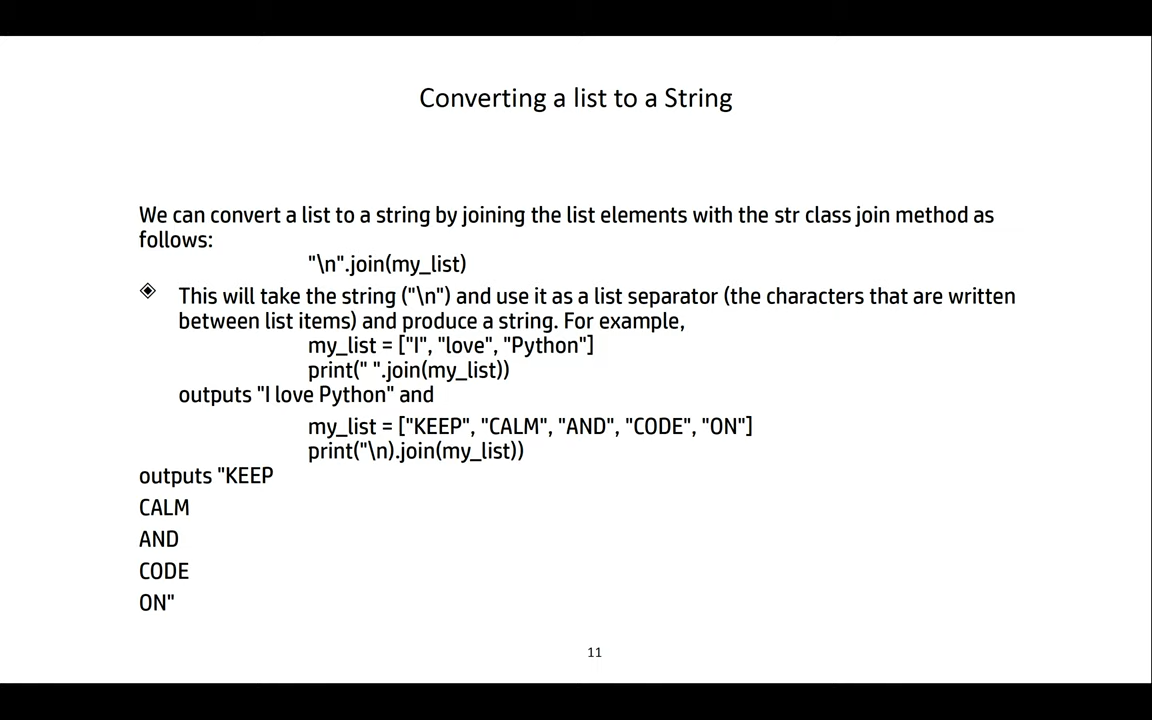 Converting a list to a String
We can convert a list to a string by joining the list elements with the str class join method as
follows:
"\n".join(my_list)
◈ This will take the string ("\n") and use it as a list separator (the characters that are written
between list items) and produce a string. For example,
my_list = ["I", "love", "Python"]
print(" ".join(my_list))
outputs "I love Python" and
my_list = ["KEEP", "CALM", "AND", "CODE", "ON"]
print("\n).join(my_list))
outputs "KEEP
CALM
AND
CODE
ON"
11